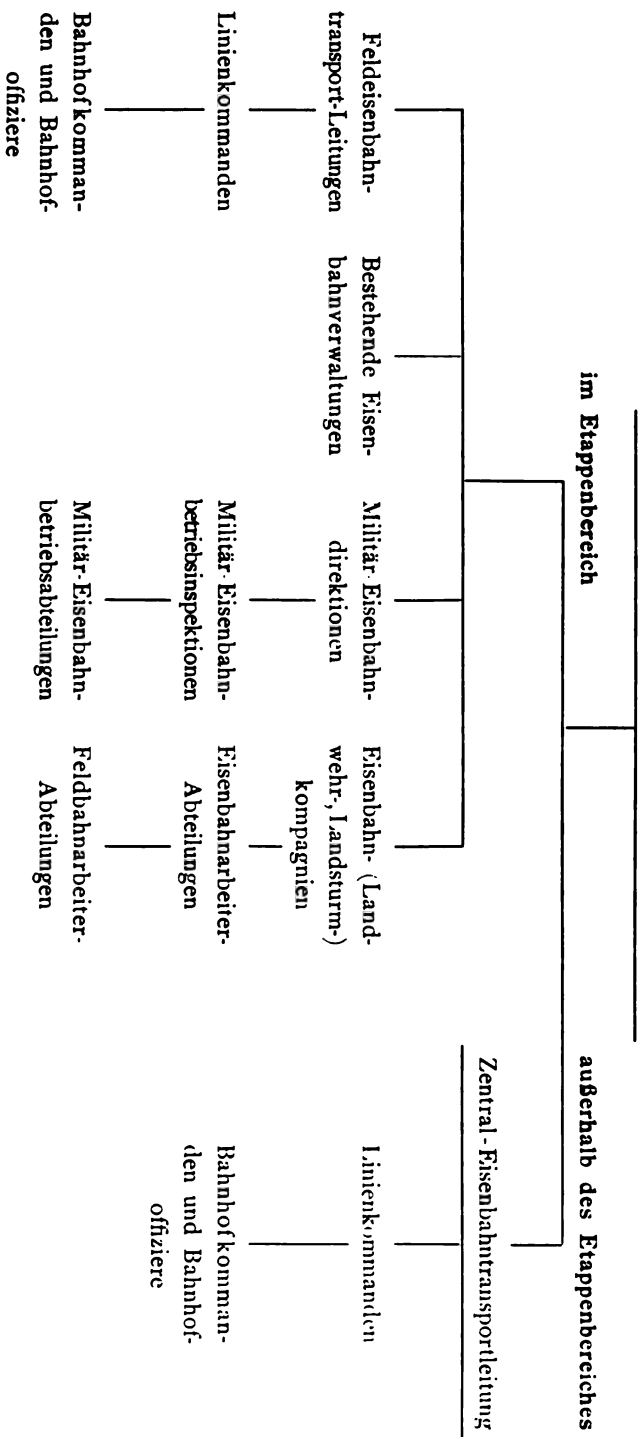 im Etappenbereich
außerhalb des Etappenbereiches
Zentral-Eisenbahntransportleitung
Feldeisenbahn-
transport-Leitungen
Linienkommanden
Bahnhofkomman-
den und Bahnhof-
offiziere
Bestehende Eisen-
bahnverwaltungen
Militär-Eisenbahn-
direktionen
Militär-Eisenbahn-
betriebsinspektionen
Militär-Eisenbahn-
betriebsabteilungen
Eisenbahn- (Land-
wehr-, Landsturm-)
kompagnien
Eisenbahnarbeiter-
Abteilungen
Feldbahnarbeiter-
Abteilungen
Linienkommanden
Bahnhofkomman-
den und Bahnhof-
offiziere